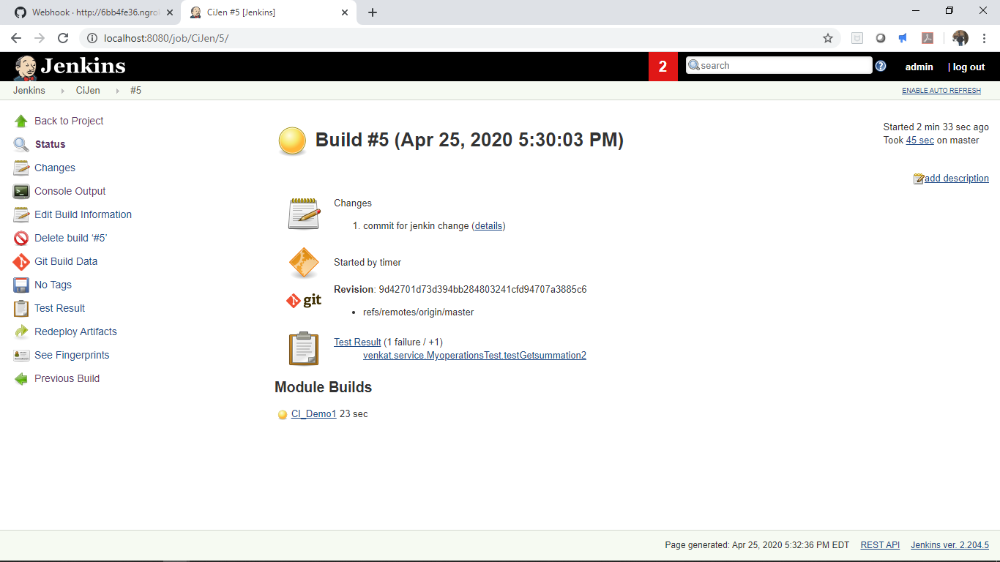 Webhook · http://6bb4fe36.ngrol
CiJen #5 [Jenkins]
localhost:8080/job/CiJen/5/
Jenkins
2
search
admin
| log out
Jenkins
CiJen
#5
ENABLE AUTO REFRESH
Back to Project
Status
Changes
Console Output
Edit Build Information
Delete build ‘#5’
Git Build Data
No Tags
Test Result
Redeploy Artifacts
See Fingerprints
Previous Build
Build #5 (Apr 25, 2020 5:30:03 PM)
Started 2 min 33 sec ago
Took 45 sec on master
add description
Changes
1. commit for jenkin change (details)
Started by timer
git
Revision: 9d42701d73d394bb284803241cfd94707a3885c6
• refs/remotes/origin/master
Test Result (1 failure / +1)
venkat.service.MyoperationsTest.testGetsummation2
Module Builds
CI_Demo1 23 sec
Page generated: Apr 25, 2020 5:32:36 PM EDT
REST API
Jenkins ver. 2.204.5